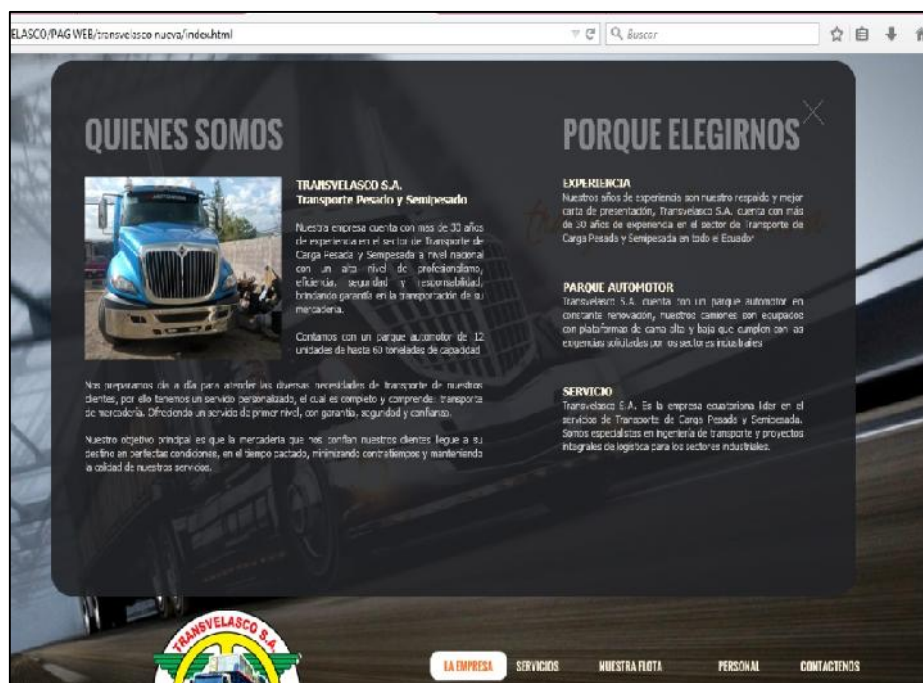 ELASCO/PAG WEB/transvelasco nueva/index.html
Buscar
QUIENES SOMOS
TRANSVELASCO S.A.
Transporte Pesado y Semipesado
Nuestra empresa cuenta con mas de 30 años
de experiencia en el sector de Transporte de
Carga Pesada y Semipesada a nivel nacional
con un alto nivel de profesionalismo,
eficiencia, seguridad y responsabilidad,
brindando garantía en la transportación de su
mercadería.
Contamos con un parque automotor de 12
unidades de hasta 60 toneladas de capacidad
Nos preparamos día a día para atender las diversas necesidades de transporte de nuestros
clientes, por ello tenemos un servicio personalizado, el cual es completo y comprende: transporte
de mercadería. Ofreciendo un servicio de primer nivel, con garantía, seguridad y confianza.
Nuestro objetivo principal es que la mercadería que nos confían nuestros clientes llegue a su
destino en perfectas condiciones, en el tiempo pactado, minimizando contratiempos y manteniendo
la calidad de nuestros servicios.
PORQUE ELEGIRNOS
EXPERIENCIA
Nuestros años de experiencia son nuestro respaldo y mejor
carta de presentación, Transvelasco S.A. cuenta con más
de 30 años de experiencia en el sector de Transporte de
Carga Pesada y Semipesada en todo el Ecuador
PARQUE AUTOMOTOR
Transvelasco S.A. cuenta con un parque automotor en
constante renovación, nuestros camiones son equipados
con plataformas de cama alta y baja que cumplen con las
exigencias solicitadas por los sectores industriales
SERVICIO
Transvelasco S.A. Es la empresa ecuatoriana lider en el
servicios de Transporte de Carga Pesada y Semipesada.
Somos especialistas en ingeniería de transporte y proyectos
integrales de logística para los sectores industriales.
TRANSVELASCO S.A.
LA EMPRESA SERVICIOS NUESTRA FLOTA PERSONAL CONTACTENOS